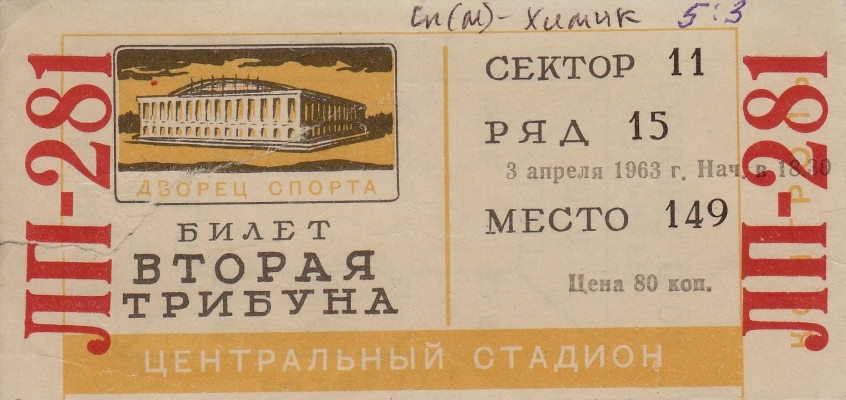 Сп(м)- Химик 5:3
ЛП-281
ДВОРЕЦ СПОРТА
БИЛЕТ
ВТОРАЯ
ТРИБУНА
СЕКТОР 11
РЯД 15
3 апреля 1963 г. Нач. в 18 30
МЕСТО 149
Цена 80 коп.
ЦЕНТРАЛЬНЫЙ СТАДИОН
ЛП-281